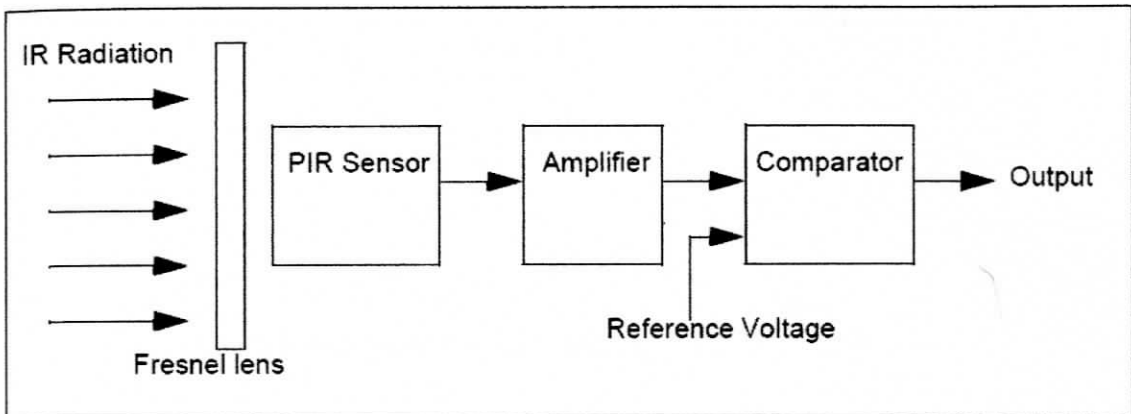 IR Radiation
PIR Sensor
Amplifier
Comparator
Output
Reference Voltage
Fresnel lens